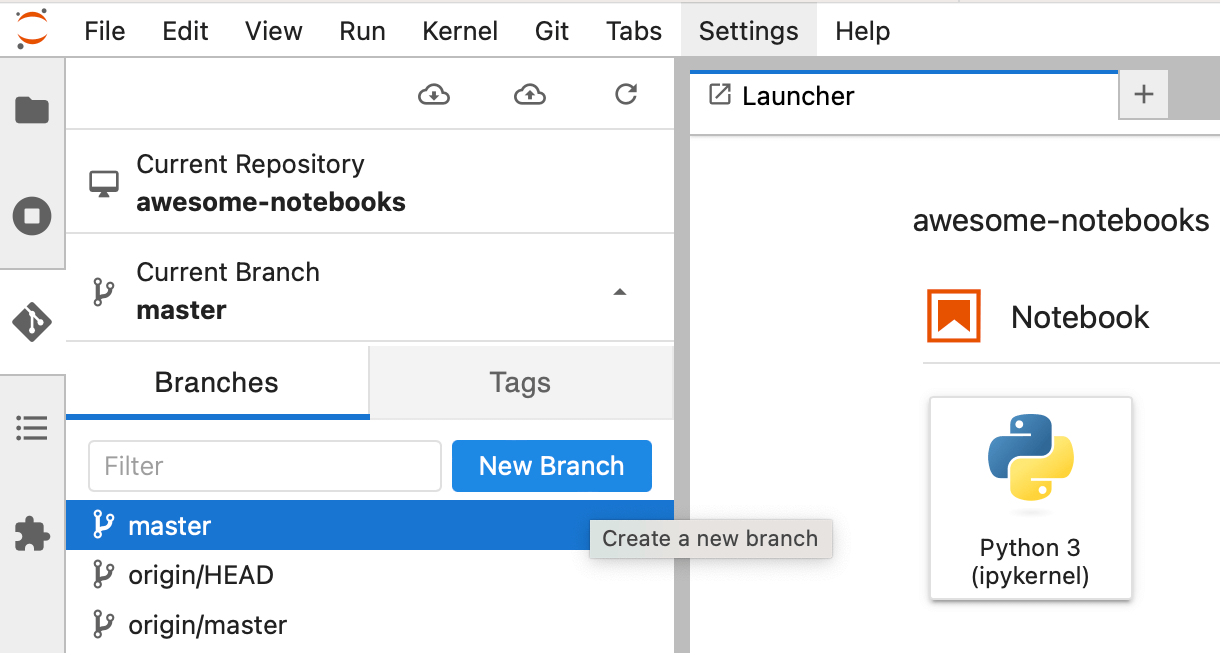 File Edit View Run Kernel Git Tabs Settings Help
Current Repository
awesome-notebooks
Current Branch
master
Branches Tags
Filter New Branch
master
Create a new branch
origin/HEAD
origin/master
Launcher
awesome-notebooks
Notebook
Python 3
(ipykernel)